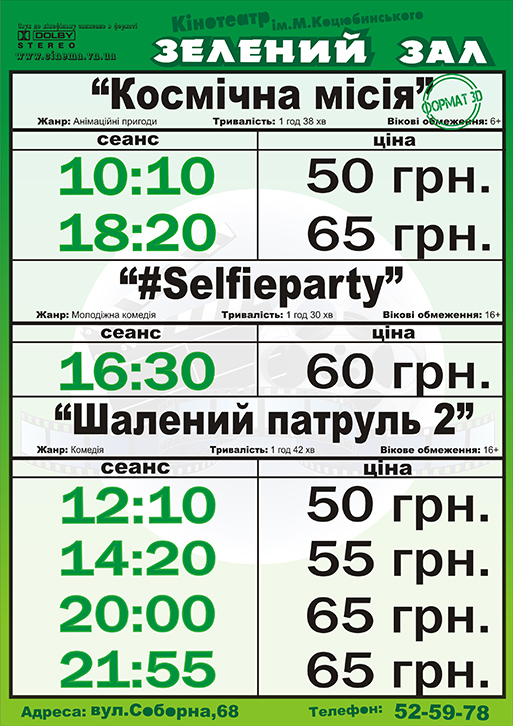 Звук по кінофільму записано в форматі
DOLBY
STEREO
www.cinema.vn.ua
Кінотеатр ім.М.Коцюбинського
ЗЕЛЕНИЙ ЗАЛ
“Космічна місія”
ФОРМАТ 3D
Жанр: Анімаційні пригоди Тривалість: 1 год 38 хв Вікові обмеження: 6+
сеанс ціна
10:10 50 грн.
18:20 65 грн.
“#Selfieparty”
Жанр: Молодіжна комедія Тривалість: 1 год 30 хв Вікові обмеження: 16+
сеанс ціна
16:30 60 грн.
“Шалений патруль 2”
Жанр: Комедія Тривалість: 1 год 42 хв Вікове обмеження: 16+
сеанс ціна
12:10 50 грн.
14:20 55 грн.
20:00 65 грн.
21:55 65 грн.
Адреса: вул.Соборна,68 Телефон: 52-59-78